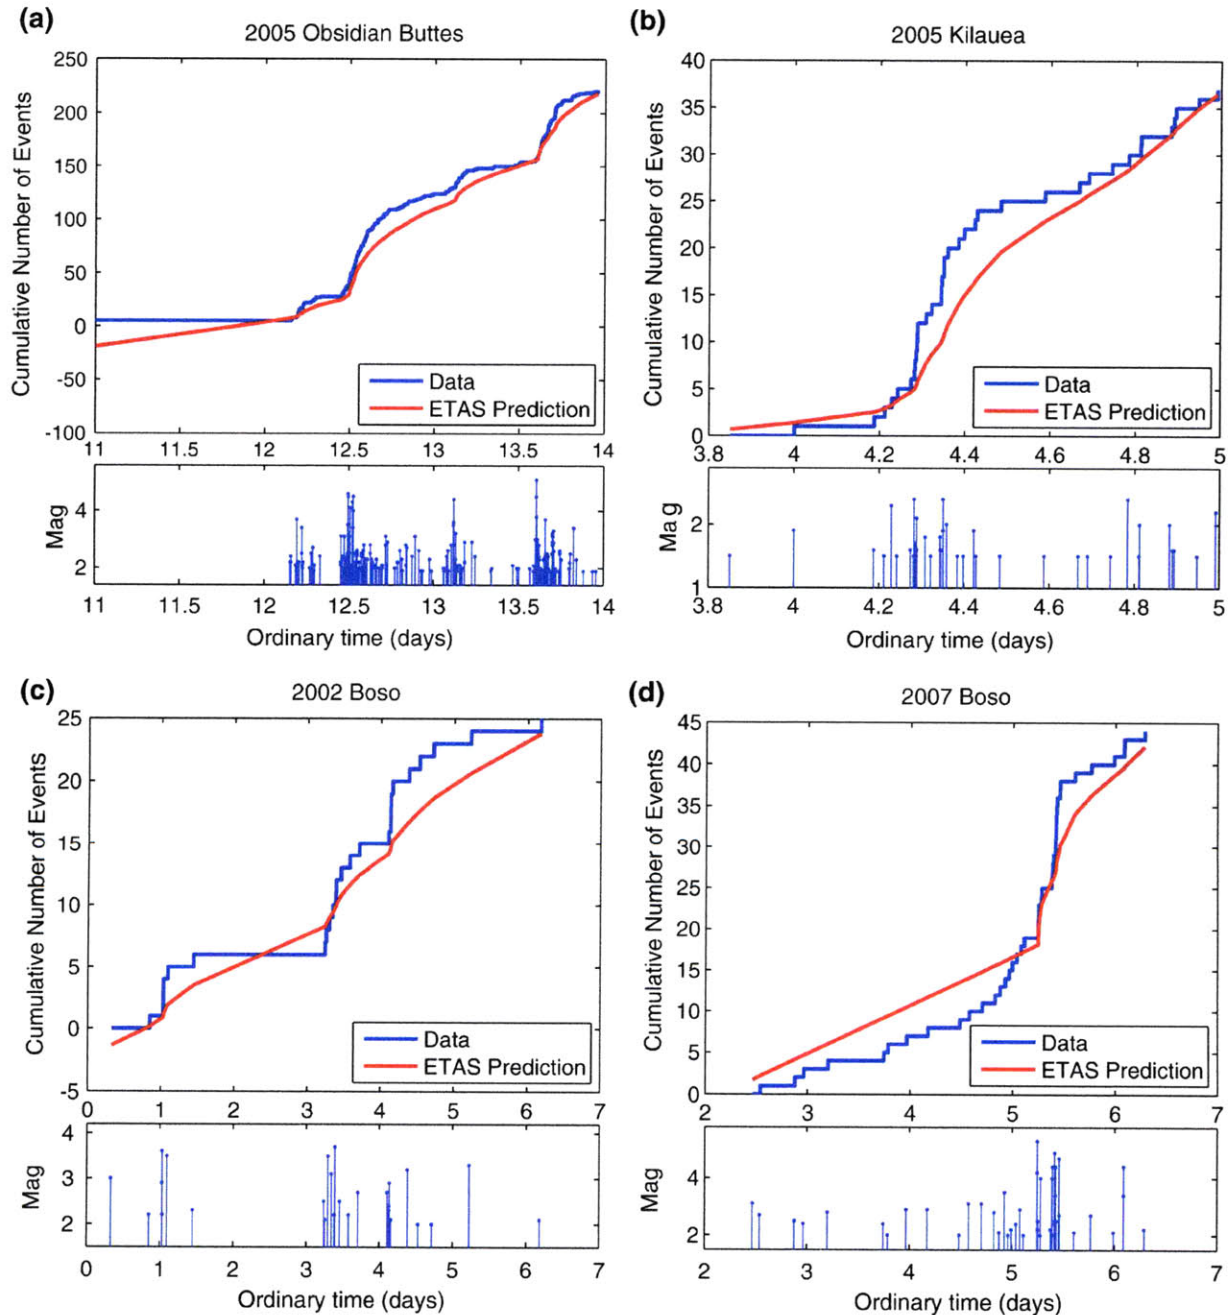 (a)
2005 Obsidian Buttes
250
200
150
100
50
0
-50
-100
Cumulative Number of Events
Data
ETAS Prediction
11 11.5 12 12.5 13 13.5 14
4
2
Mag
11 11.5 12 12.5 13 13.5 14
Ordinary time (days)
(b)
2005 Kilauea
40
35
30
25
20
15
10
5
0
Cumulative Number of Events
Data
ETAS Prediction
3.8 4 4.2 4.4 4.6 4.8 5
2
1
Mag
3.8 4 4.2 4.4 4.6 4.8 5
Ordinary time (days)
(c)
2002 Boso
25
20
15
10
5
0
-5
Cumulative Number of Events
Data
ETAS Prediction
0 1 2 3 4 5 6 7
4
3
2
Mag
0 1 2 3 4 5 6 7
Ordinary time (days)
(d)
2007 Boso
45
40
35
30
25
20
15
10
5
0
Cumulative Number of Events
Data
ETAS Prediction
2 3 4 5 6 7
4
2
Mag
2 3 4 5 6 7
Ordinary time (days)